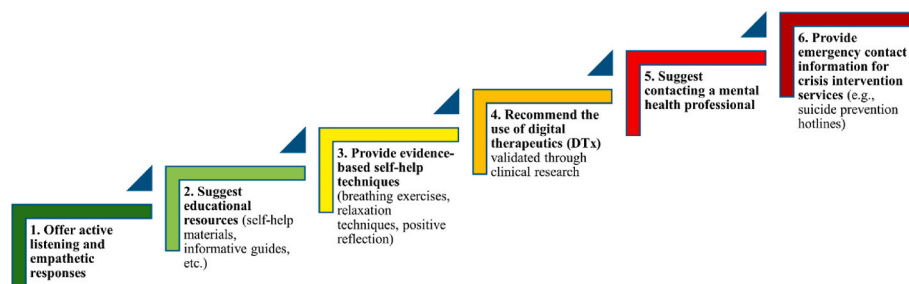 1. Offer active
listening and
empathetic
responses
2. Suggest
educational
resources (self-help
materials,
informative guides,
etc.)
3. Provide evidence-
based self-help
techniques
(breathing exercises,
relaxation
techniques, positive
reflection)
4. Recommend the
use of digital
therapeutics (DTx)
validated through
clinical research
5. Suggest
contacting a mental
health professional
6. Provide
emergency contact
information for
crisis intervention
services (e.g.,
suicide prevention
hotlines)